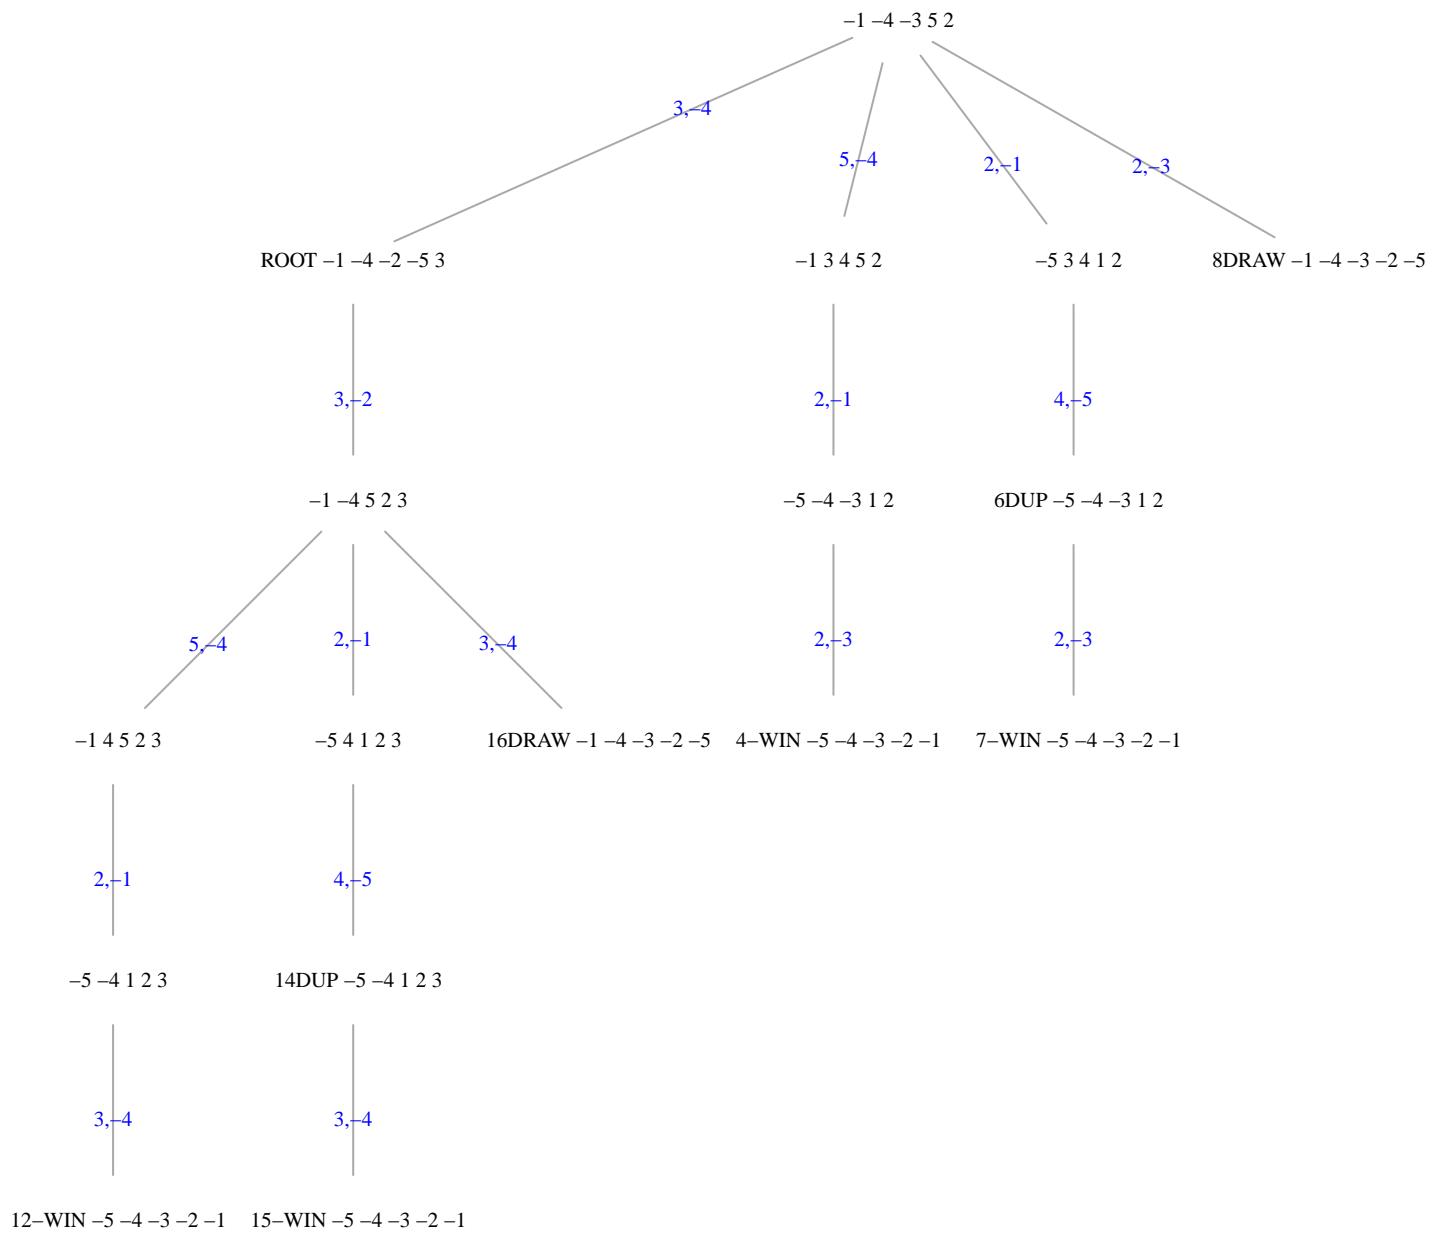 –1 –4 –3 5 2
3,–4
5,–4
2,–1
2,–3
ROOT –1 –4 –2 –5 3
–1 3 4 5 2
–5 3 4 1 2
8DRAW –1 –4 –3 –2 –5
3,–2
2,–1
4,–5
–1 –4 5 2 3
–5 –4 –3 1 2
6DUP –5 –4 –3 1 2
5,–4
2,–1
3,–4
2,–3
2,–3
–1 4 5 2 3
–5 4 1 2 3
16DRAW –1 –4 –3 –2 –5
4–WIN –5 –4 –3 –2 –1
7–WIN –5 –4 –3 –2 –1
2,–1
4,–5
–5 –4 1 2 3
14DUP –5 –4 1 2 3
3,–4
3,–4
12–WIN –5 –4 –3 –2 –1
15–WIN –5 –4 –3 –2 –1